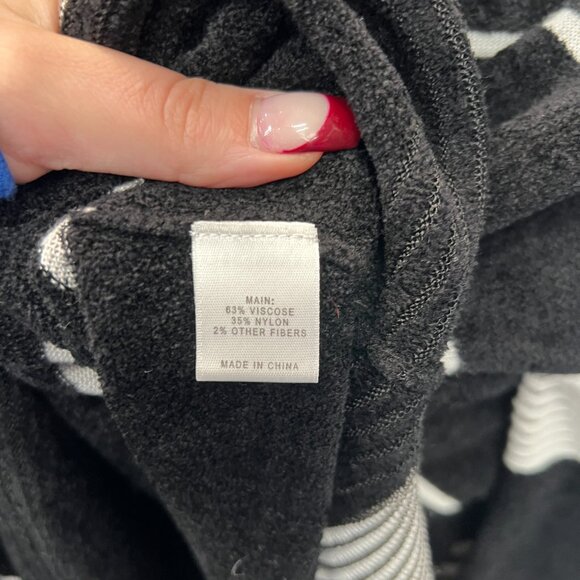 MAIN:
63% VISCOSE
35% NYLON
2% OTHER FIBERS
MADE IN CHINA